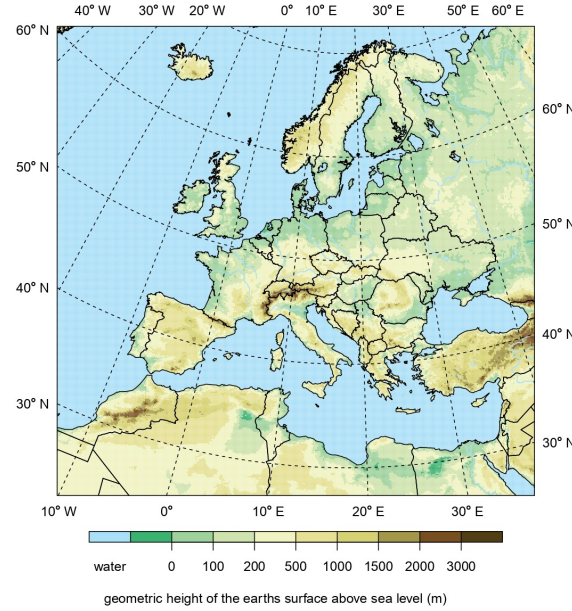 40° W 30° W 20° W 0° 10° E 30° E 50° E 60° E
60° N
60° N
50° N
50° N
40° N
40° N
30° N
30° N
10° W 0° 10° E 20° E 30° E
water 0 100 200 500 1000 1500 2000 3000
geometric height of the earths surface above sea level (m)